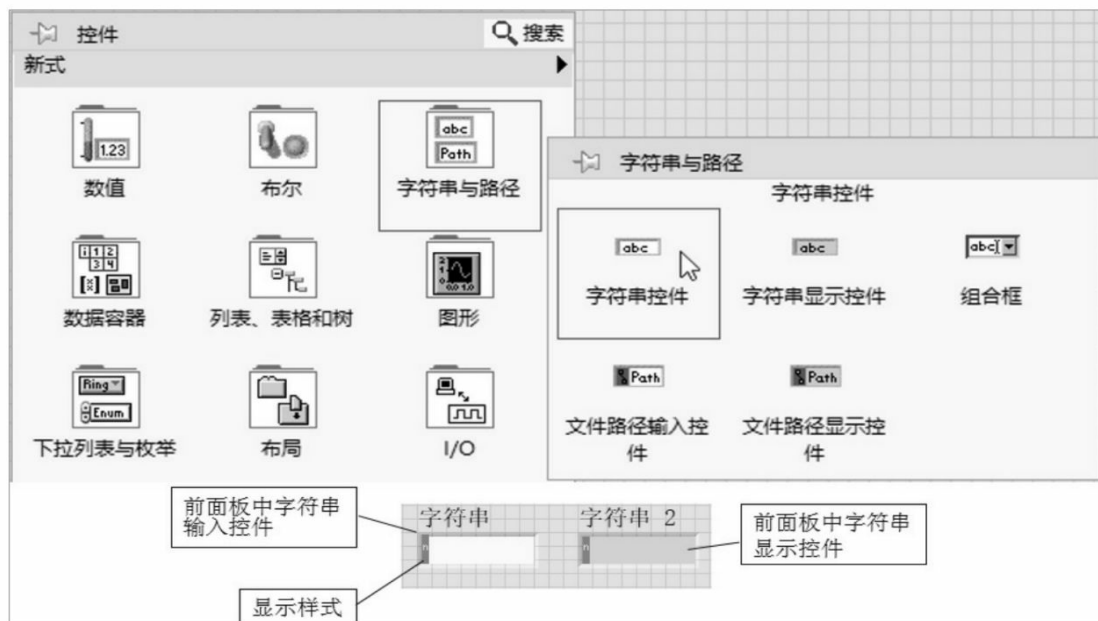 控件
搜索
新式
1.23
数值
布尔
abc
Path
字符串与路径
数据容器
列表、表格和树
图形
Ring
Enum
下拉列表与枚举
布局
I/O
字符串与路径
字符串控件
abc
字符串控件
abc
字符串显示控件
abc
组合框
Path
文件路径输入控
件
Path
文件路径显示控
件
前面板中字符串
输入控件
字符串
n
字符串 2
n
前面板中字符串
显示控件
显示样式